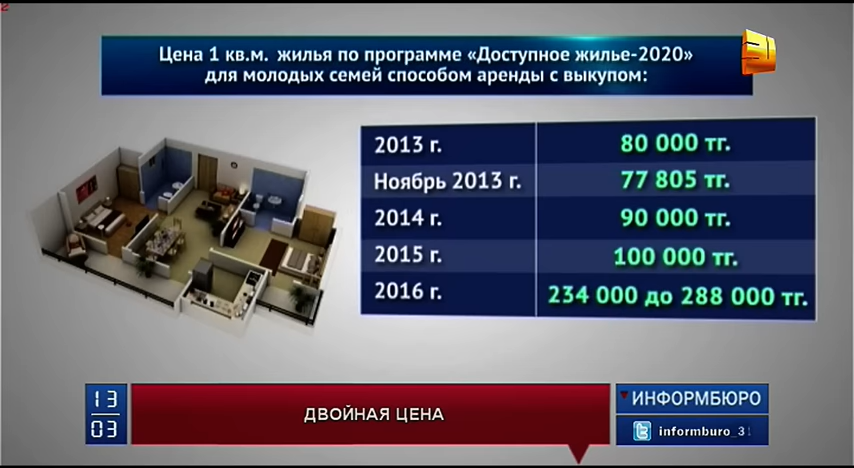 Цена 1 кв.м. жилья по программе «Доступное жилье-2020»
для молодых семей способом аренды с выкупом:
31
2013 г. 80 000 тг.
Ноябрь 2013 г. 77 805 тг.
2014 г. 90 000 тг.
2015 г. 100 000 тг.
2016 г. 234 000 до 288 000 тг.
13
03
ДВОЙНАЯ ЦЕНА
ИНФОРМБЮРО
informburo_31